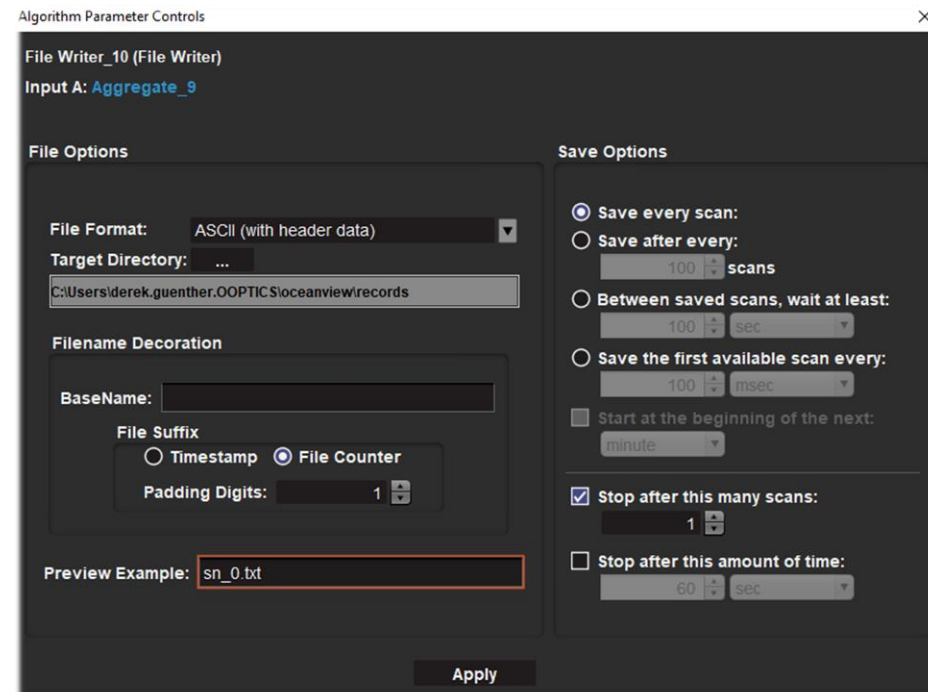 Algorithm Parameter Controls
File Writer_10 (File Writer)
Input A: Aggregate_9
File Options
File Format: ASCII (with header data)
Target Directory: ...
C:\Users\derek.guenther.OOPTICS\oceanview\records
Filename Decoration
BaseName:
File Suffix
Timestamp File Counter
Padding Digits: 1
Preview Example: sn_0.txt
Save Options
Save every scan:
Save after every:
100 scans
Between saved scans, wait at least:
100 sec
Save the first available scan every:
100 msec
Start at the beginning of the next:
minute
Stop after this many scans:
1
Stop after this amount of time:
60 sec
Apply